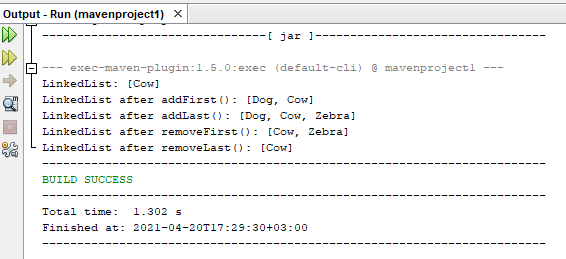 Output - Run (mavenproject1)
--------------------------------[ jar ]---------------------------------
--- exec-maven-plugin:1.5.0:exec (default-cli) @ mavenproject1 ---
LinkedList: [Cow]
LinkedList after addFirst(): [Dog, Cow]
LinkedList after addLast(): [Dog, Cow, Zebra]
LinkedList after removeFirst(): [Cow, Zebra]
LinkedList after removeLast(): [Cow]
------------------------------------------------------------------------
BUILD SUCCESS
------------------------------------------------------------------------
Total time:  1.302 s
Finished at: 2021-04-20T17:29:30+03:00
------------------------------------------------------------------------